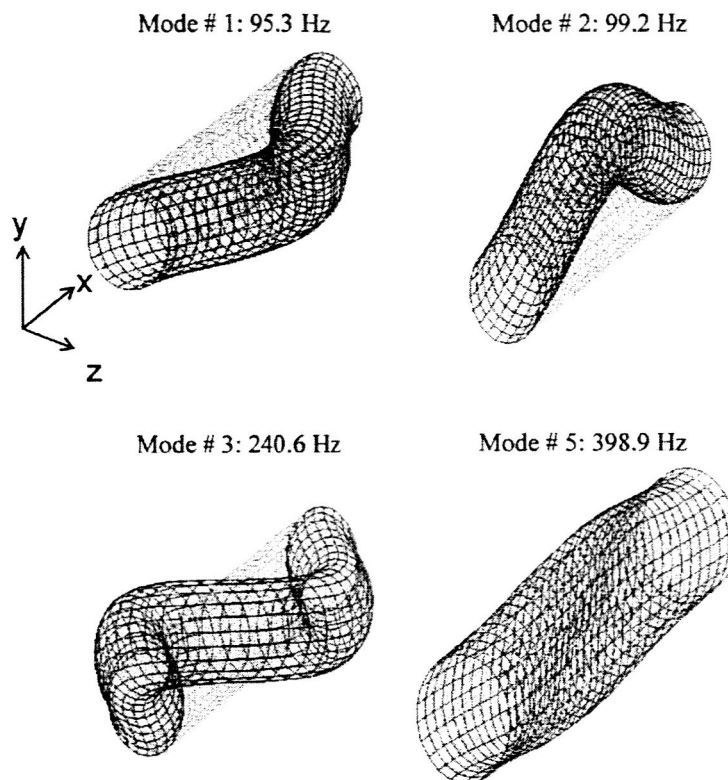 Mode # 1: 95.3 Hz
Mode # 2: 99.2 Hz
y
x
z
Mode # 3: 240.6 Hz
Mode # 5: 398.9 Hz